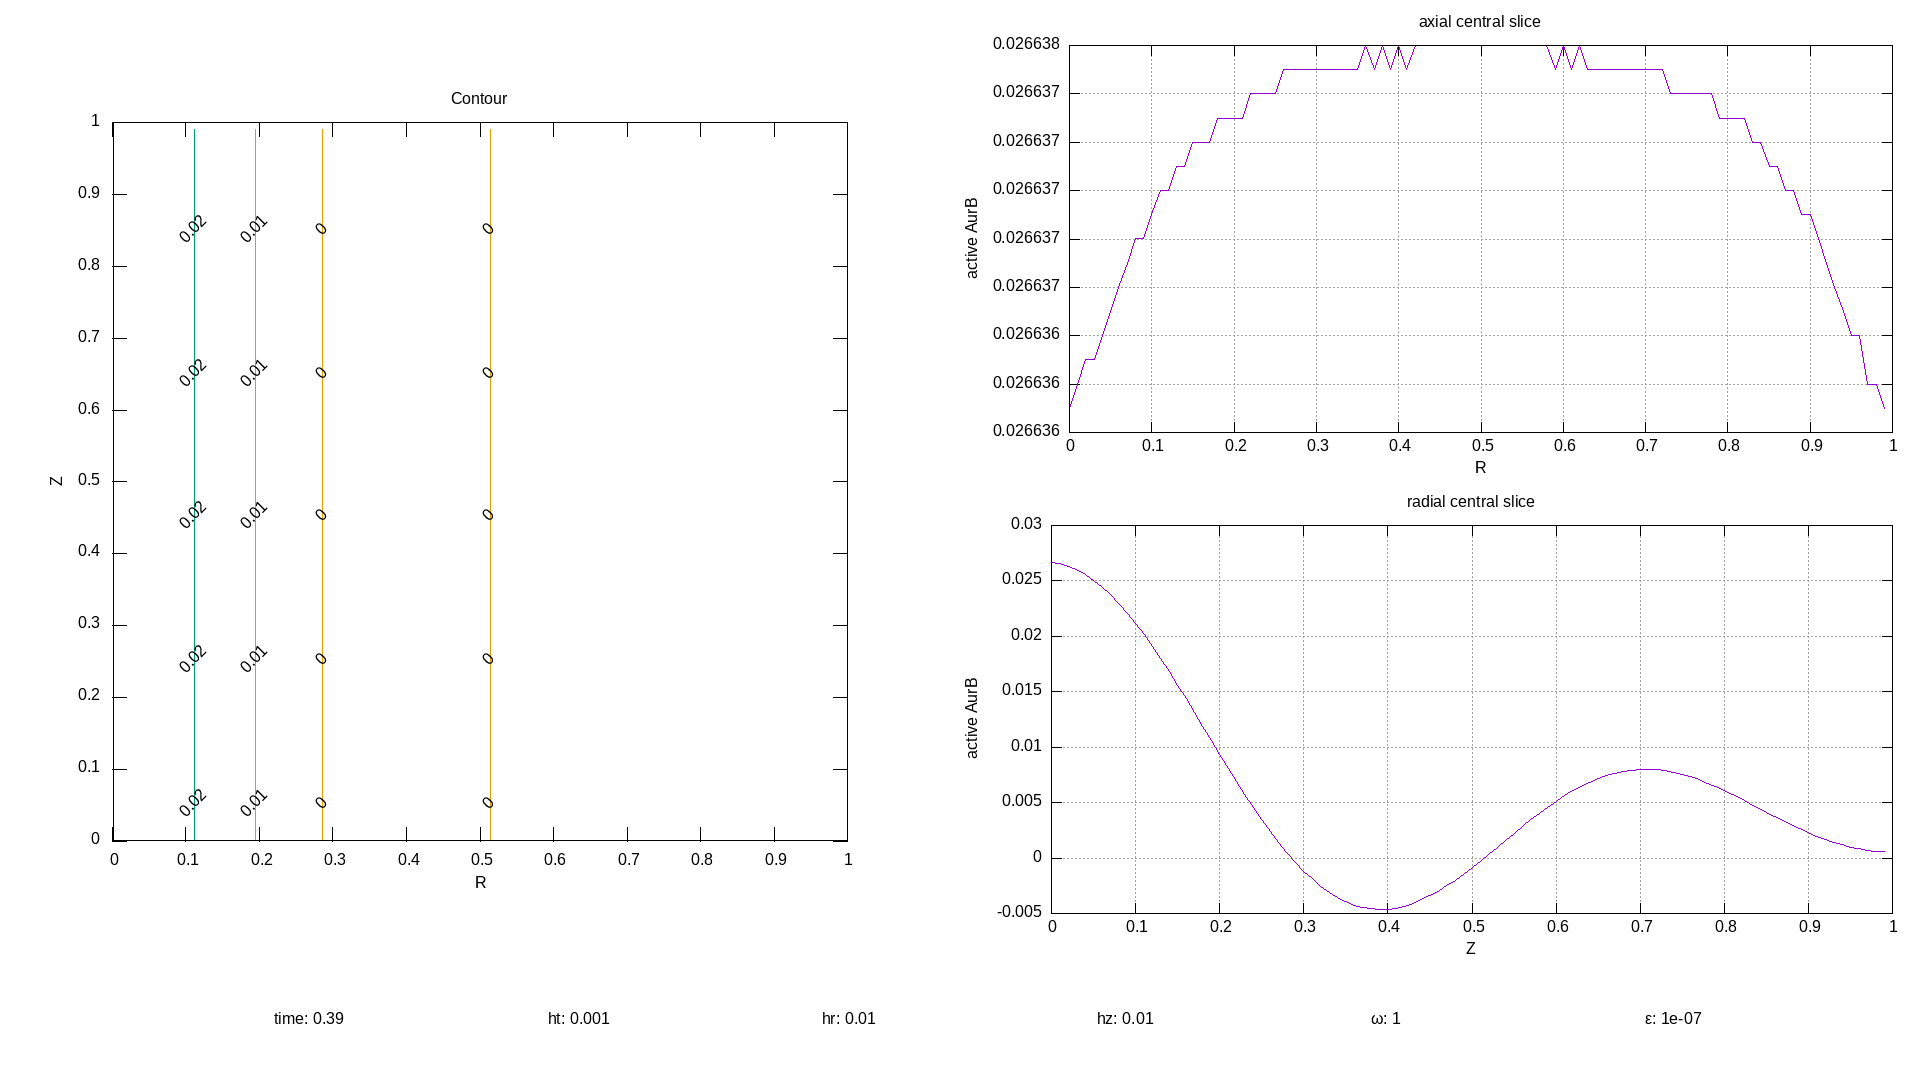 Contour
1
0.9
0.8
0.7
0.6
0.5
0.4
0.3
0.2
0.1
0
Z
0.02 0.01 0 0
0.02 0.01 0 0
0.02 0.01 0 0
0.02 0.01 0 0
0.02 0.01 0 0
0 0.1 0.2 0.3 0.4 0.5 0.6 0.7 0.8 0.9 1
R
axial central slice
0.026638
0.026637
0.026637
0.026637
0.026637
0.026637
0.026636
0.026636
0.026636
active AurB
0 0.1 0.2 0.3 0.4 0.5 0.6 0.7 0.8 0.9 1
R
radial central slice
0.03
0.025
0.02
0.015
0.01
0.005
0
-0.005
active AurB
0 0.1 0.2 0.3 0.4 0.5 0.6 0.7 0.8 0.9 1
Z
time: 0.39 ht: 0.001 hr: 0.01 hz: 0.01 ω: 1 ε: 1e-07